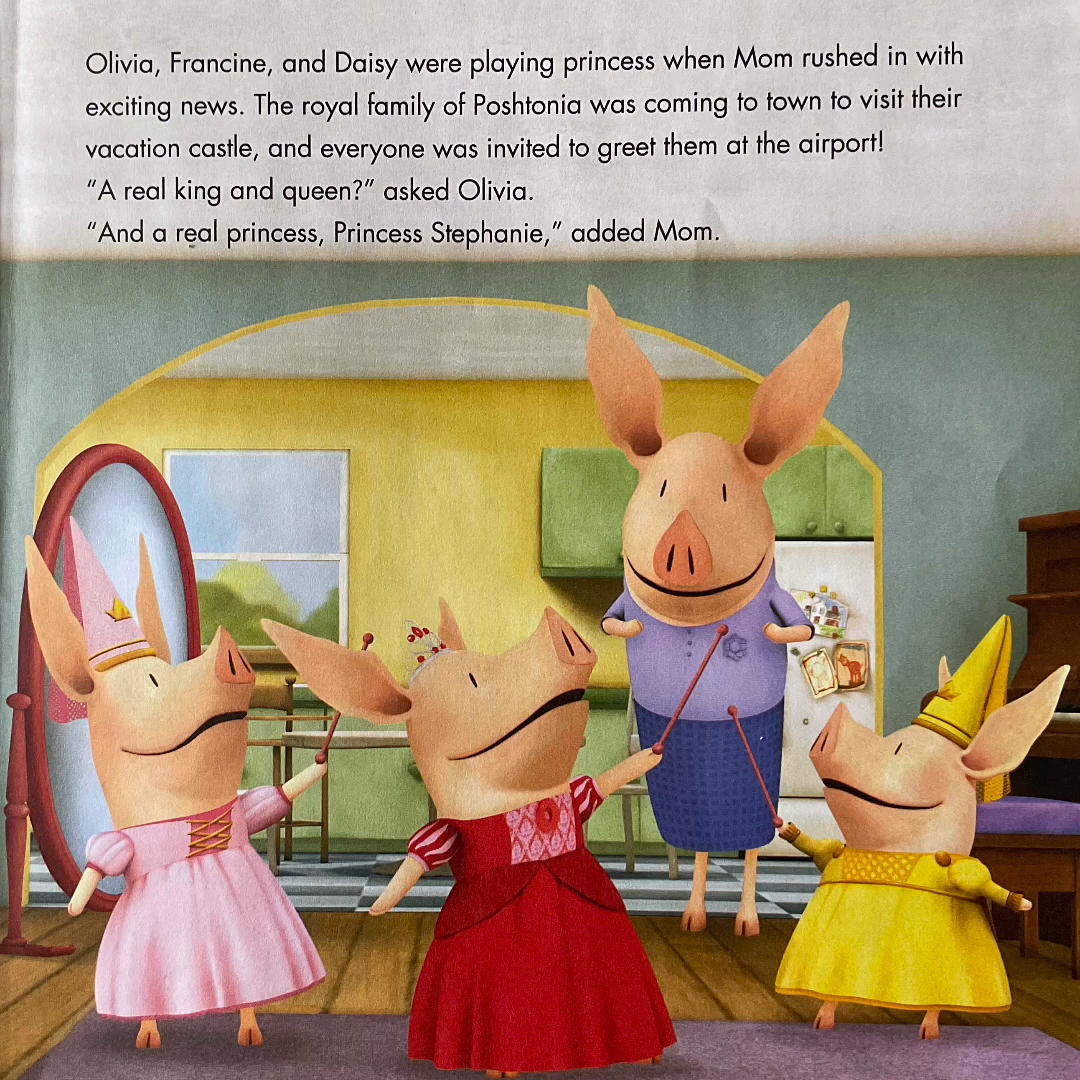 Olivia, Francine, and Daisy were playing princess when Mom rushed in with
exciting news. The royal family of Poshtonia was coming to town to visit their
vacation castle, and everyone was invited to greet them at the airport!
“A real king and queen?” asked Olivia.
“And a real princess, Princess Stephanie,” added Mom.